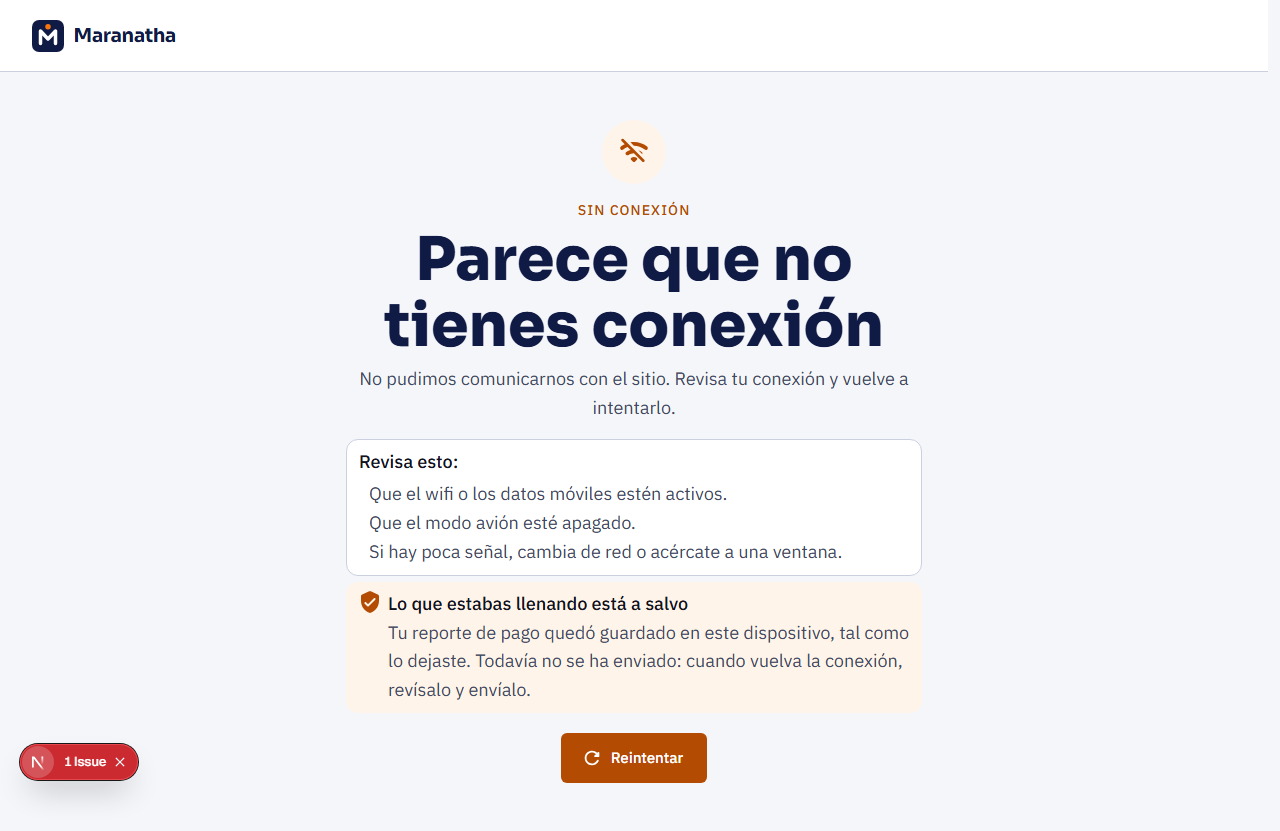 Maranatha
SIN CONEXIÓN
Parece que no
tienes conexión
No pudimos comunicarnos con el sitio. Revisa tu conexión y vuelve a
intentarlo.
Revisa esto:
Que el wifi o los datos móviles estén activos.
Que el modo avión esté apagado.
Si hay poca señal, cambia de red o acércate a una ventana.
Lo que estabas llenando está a salvo
Tu reporte de pago quedó guardado en este dispositivo, tal como
lo dejaste. Todavía no se ha enviado: cuando vuelva la conexión,
revísalo y envíalo.
Reintentar
N 1 Issue